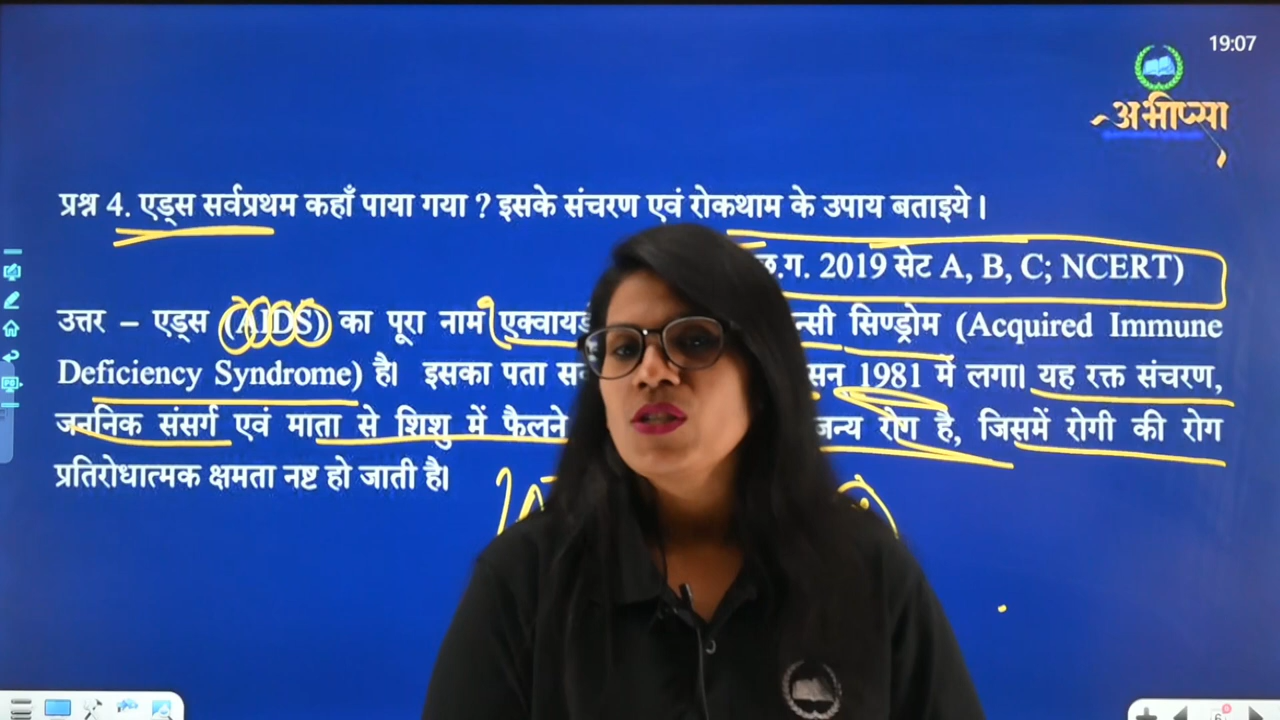 19:07
अभीप्सा
प्रश्न 4. एड्स सर्वप्रथम कहाँ पाया गया ? इसके संचरण एवं रोकथाम के उपाय बताइये ।
छ.ग. 2019 सेट A, B, C; NCERT)
उत्तर – एड्स (AIDS) का पूरा नाम सिण्ड्रोम (Acquired Immune
Deficiency Syndrome) है। इसका पता सन 1981 में लगा। यह रक्त संचरण,
जननिक संसर्ग एवं माता से शिशु में फैलने जन्य रोग है, जिसमें रोगी की रोग
प्रतिरोधात्मक क्षमता नष्ट हो जाती है।